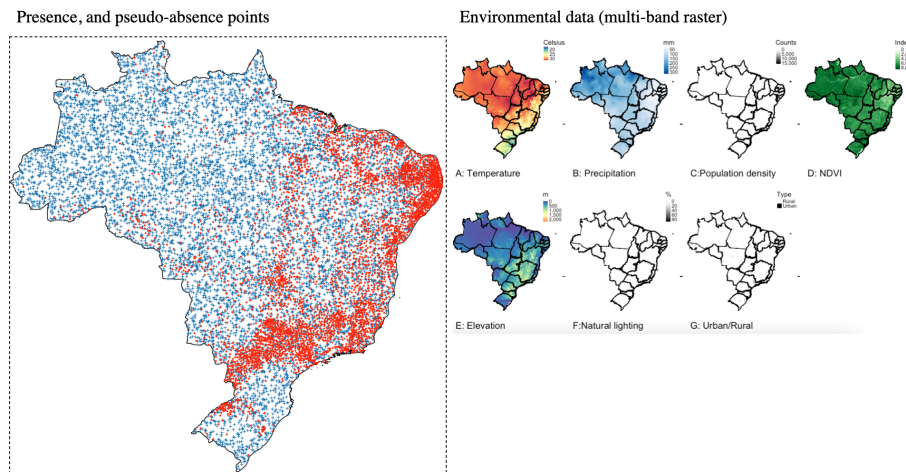 Presence, and pseudo-absence points
Environmental data (multi-band raster)
Celsius
20
25
30
A: Temperature
mm
50
100
150
200
250
300
B: Precipitation
Counts
0
5,000
10,000
15,000
C:Population density
Index
0
D: NDVI
m
0
500
1,000
1,500
2,000
E: Elevation
%
0
20
40
60
80
F:Natural lighting
Type
Rural
Urban
G: Urban/Rural